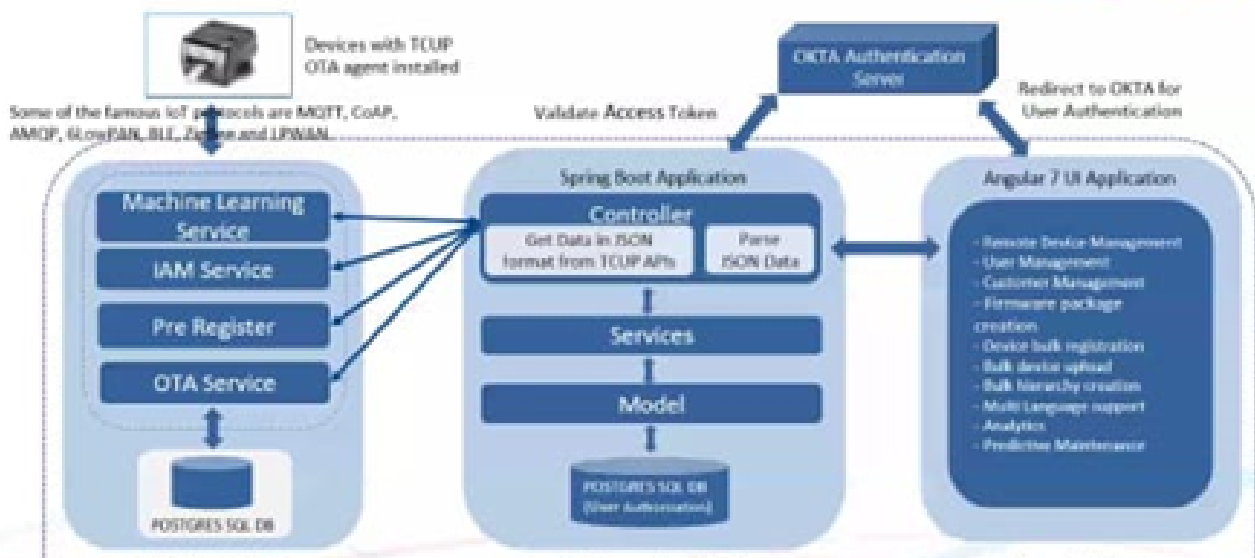 Devices with TCUP
OTA agent installed
OKTA Authentication
Server
Some of the famous IoT protocols are MQTT, CoAP,
AMQP, 6LowPAN, BLE, ZigBee and LPWAN.
Validate Access Token
Redirect to OKTA for
User Authentication
Machine Learning
Service
IAM Service
Pre Register
OTA Service
POSTGRES SQL DB
Spring Boot Application
Controller
Get Data in JSON
format from TCUP APIs
Parse
JSON Data
Services
Model
POSTGRES SQL DB
(User Authorisation)
Angular 7 UI Application
- Remote Device Management
- User Management
- Customer Management
- Firmware package
creation
- Device bulk registration
- Bulk device upload
- Bulk hierarchy creation
- Multi Language support
- Analytics
- Predictive Maintenance